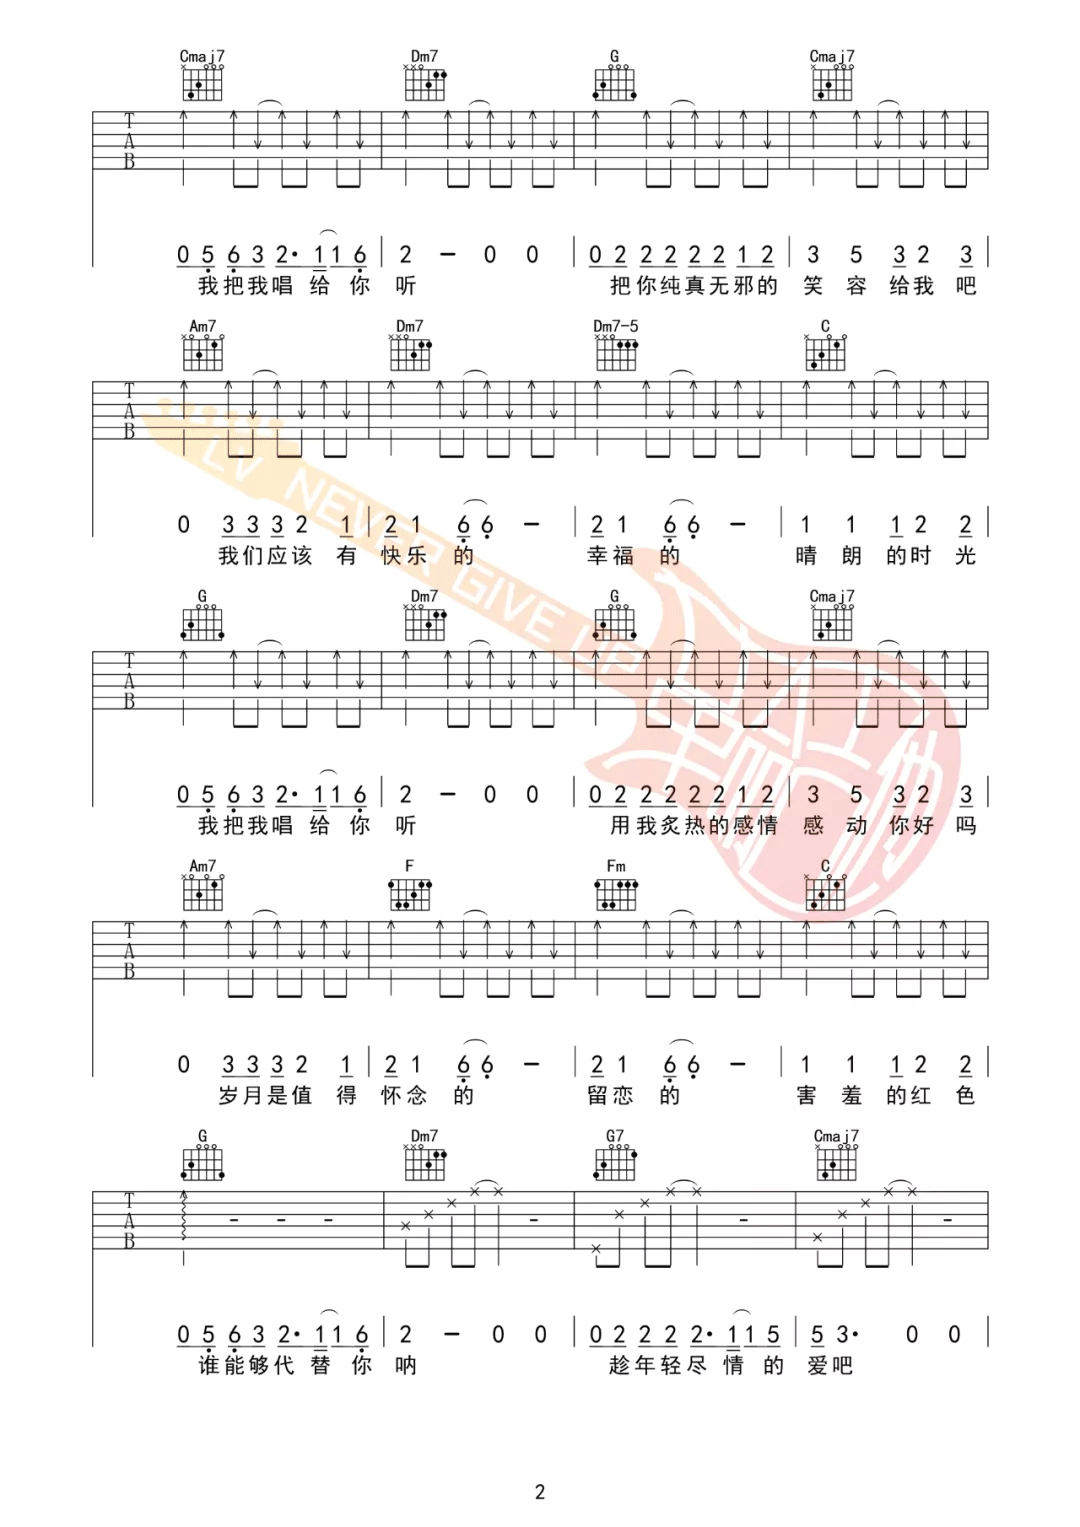 Cmaj7 Dm7 G Cmaj7
T
A
B
0 5 6 3 2· 1 1 6 | 2 - 0 0 | 0 2 2 2 2 2 1 2 | 3 5 3 2 3 |
我把我唱给你听 把你纯真无邪的笑容给我吧
Am7 Dm7 Dm7-5 C
T
A
B
0 3 3 3 2 1 | 2 1 6 6 - | 2 1 6 6 - | 1 1 1 2 2 |
我们应该有快乐的 幸福的 晴朗的时光
LV NEVER GIVE UP
G Dm7 G Cmaj7
T
A
B
0 5 6 3 2· 1 1 6 | 2 - 0 0 | 0 2 2 2 2 2 1 2 | 3 5 3 2 3 |
我把我唱给你听 用我炙热的感情感动你好吗
Am7 F Fm C
T
A
B
0 3 3 3 2 1 | 2 1 6 6 - | 2 1 6 6 - | 1 1 1 2 2 |
岁月是值得怀念的 留恋的 害羞的红色
G Dm7 G7 Cmaj7
T
A
B
0 5 6 3 2· 1 1 6 | 2 - 0 0 | 0 2 2 2 2· 1 1 5 | 5 3· 0 0 |
谁能够代替你呐 趁年轻尽情的爱吧
2